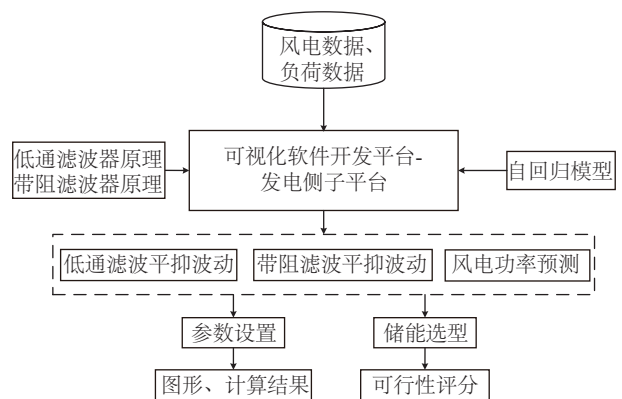 风电数据、
负荷数据
低通滤波器原理
带阻滤波器原理
可视化软件开发平台-
发电侧子平台
自回归模型
低通滤波平抑波动
带阻滤波平抑波动
风电功率预测
参数设置
储能选型
图形、计算结果
可行性评分